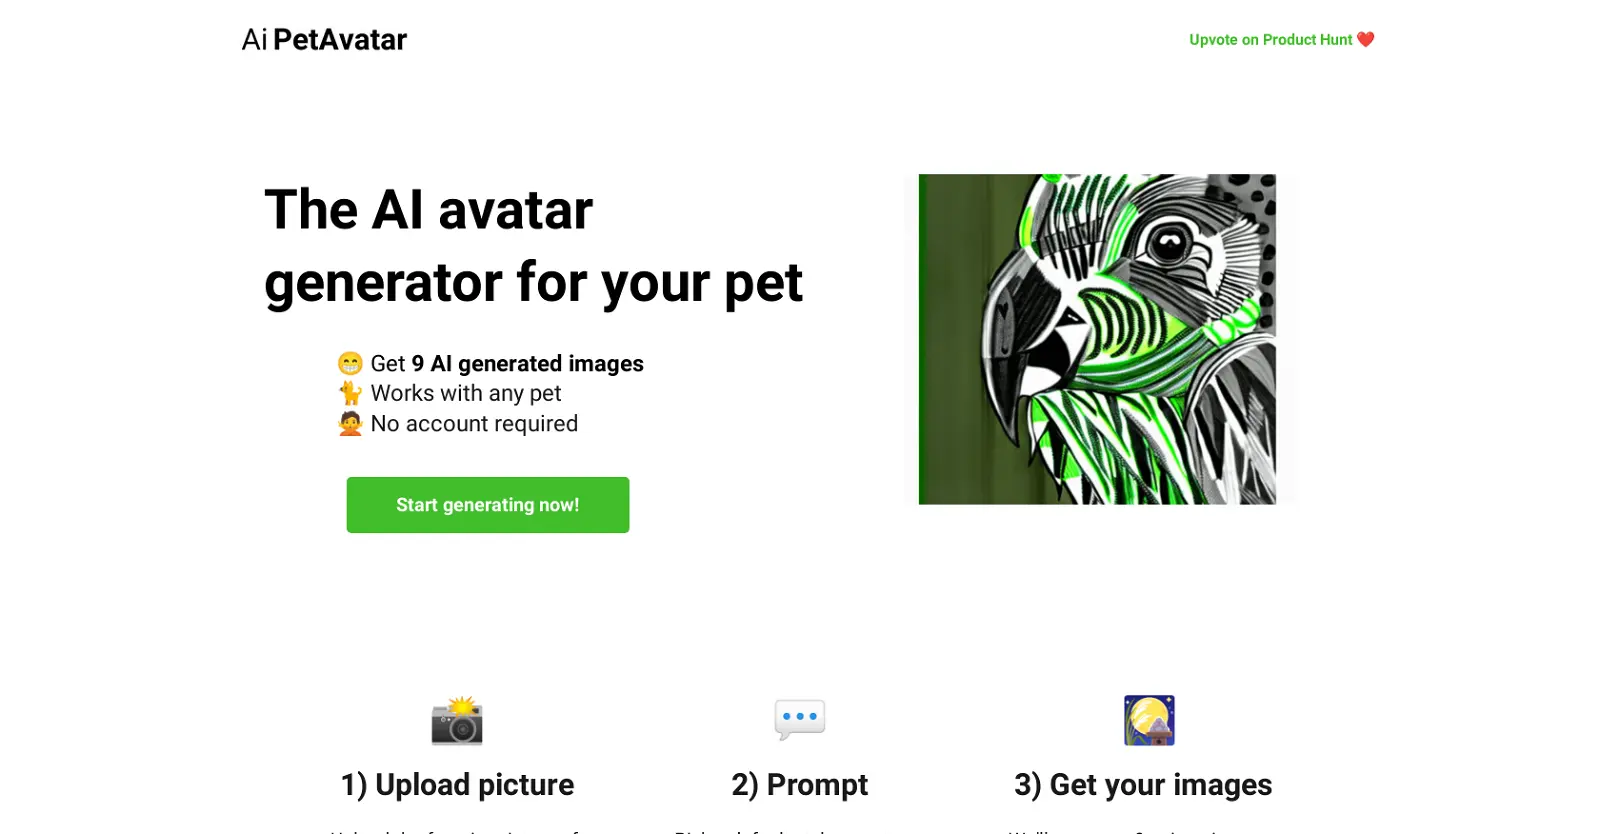 Ai PetAvatar
Upvote on Product Hunt ❤️
The AI avatar
generator for your pet
😁 Get 9 AI generated images
🐈 Works with any pet
🙅 No account required
Start generating now!
1) Upload picture
2) Prompt
3) Get your images